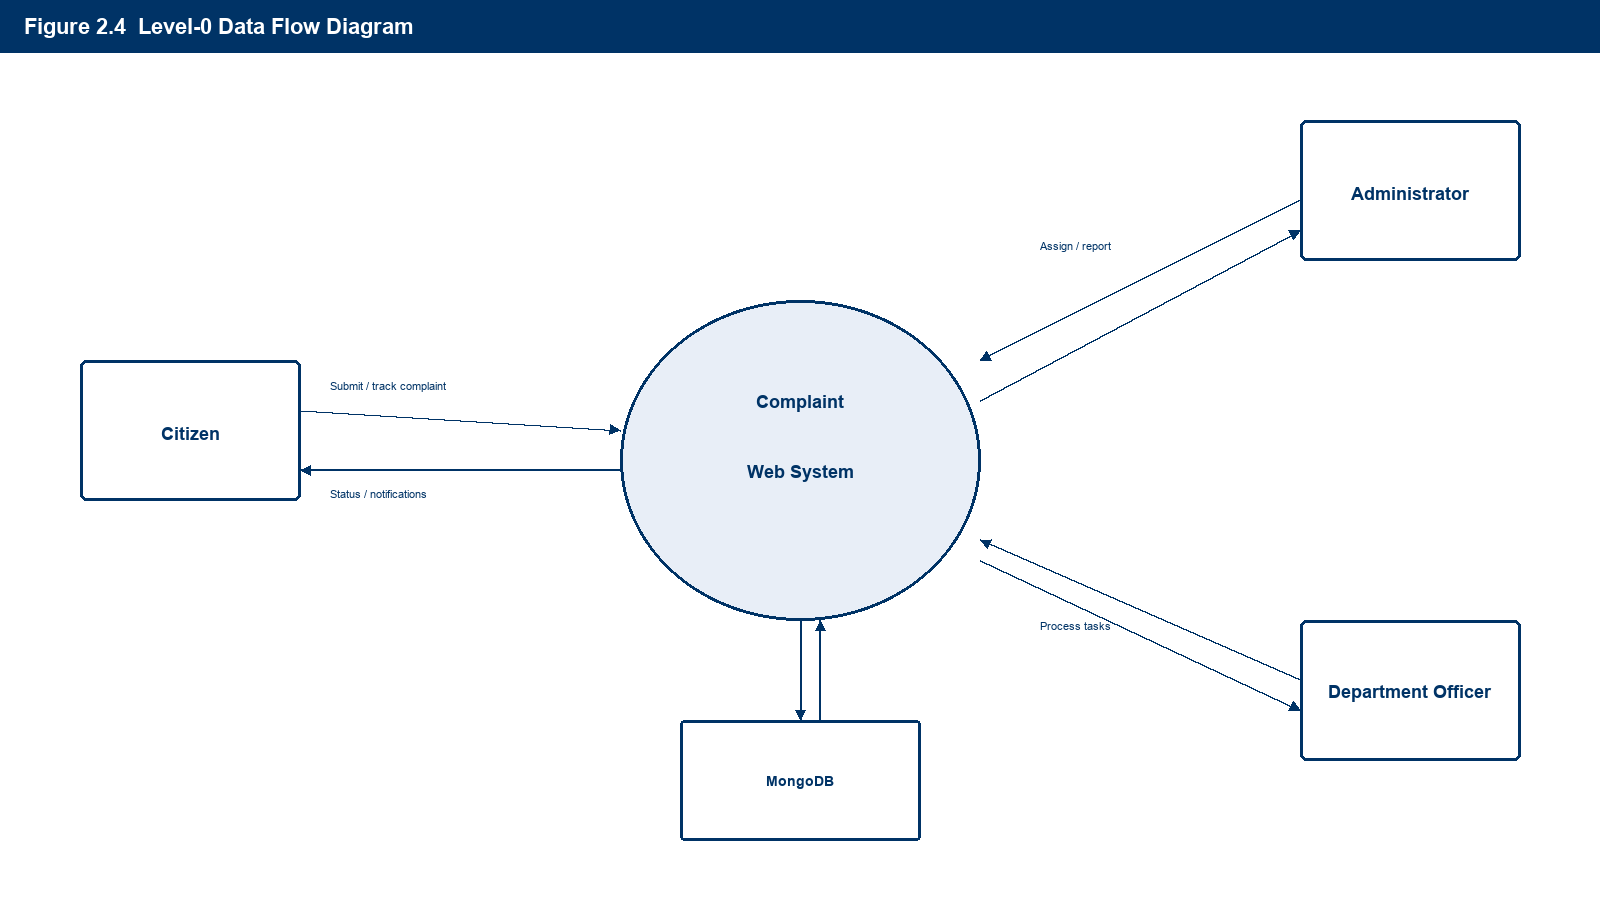 Figure 2.4  Level-0 Data Flow Diagram
Administrator
Assign / report
Citizen
Submit / track complaint
Status / notifications
Complaint
Web System
Process tasks
Department Officer
MongoDB